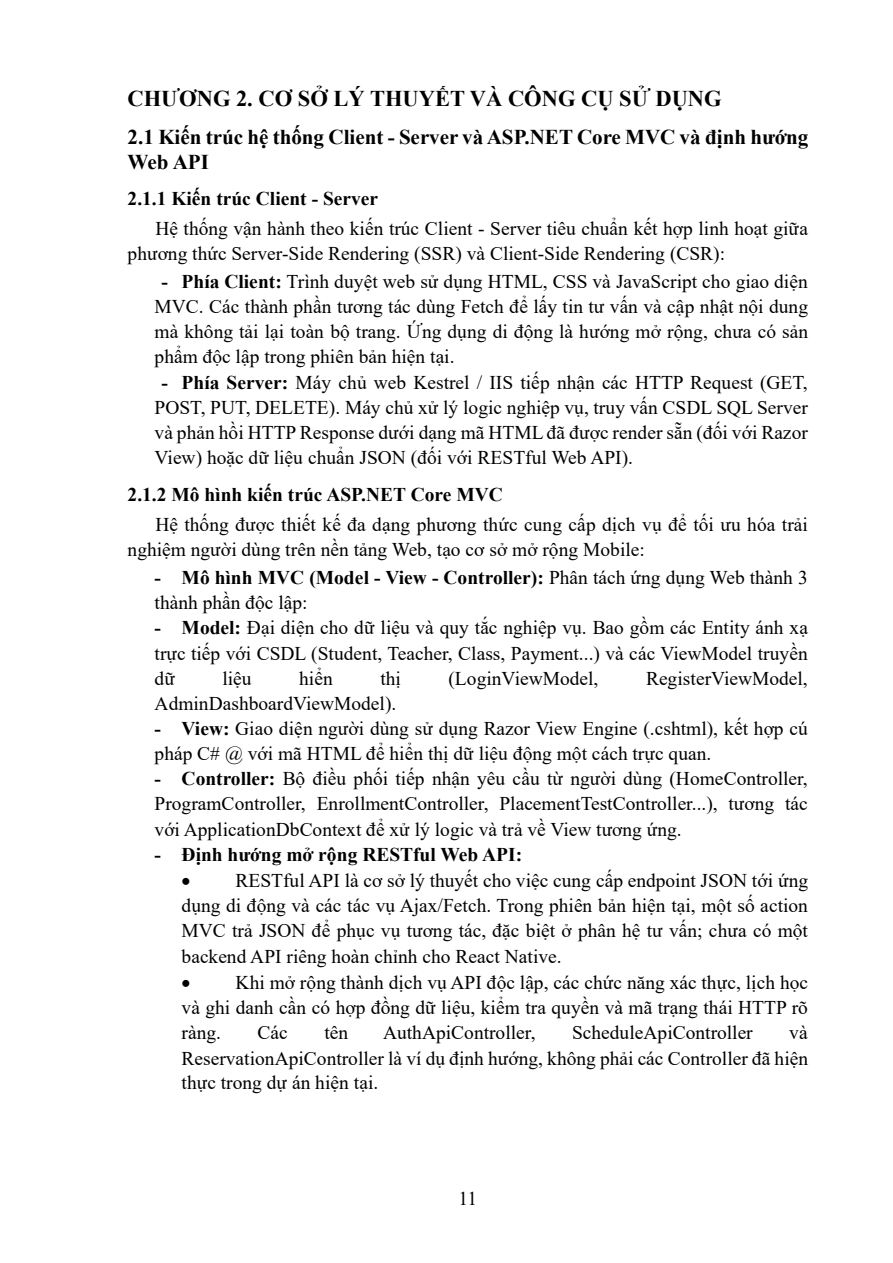 CHƯƠNG 2. CƠ SỞ LÝ THUYẾT VÀ CÔNG CỤ SỬ DỤNG
2.1 Kiến trúc hệ thống Client - Server và ASP.NET Core MVC và định hướng
Web API
2.1.1 Kiến trúc Client - Server
Hệ thống vận hành theo kiến trúc Client - Server tiêu chuẩn kết hợp linh hoạt giữa
phương thức Server-Side Rendering (SSR) và Client-Side Rendering (CSR):
- Phía Client: Trình duyệt web sử dụng HTML, CSS và JavaScript cho giao diện
MVC. Các thành phần tương tác dùng Fetch để lấy tin tư vấn và cập nhật nội dung
mà không tải lại toàn bộ trang. Ứng dụng di động là hướng mở rộng, chưa có sản
phẩm độc lập trong phiên bản hiện tại.
- Phía Server: Máy chủ web Kestrel / IIS tiếp nhận các HTTP Request (GET,
POST, PUT, DELETE). Máy chủ xử lý logic nghiệp vụ, truy vấn CSDL SQL Server
và phản hồi HTTP Response dưới dạng mã HTML đã được render sẵn (đối với Razor
View) hoặc dữ liệu chuẩn JSON (đối với RESTful Web API).
2.1.2 Mô hình kiến trúc ASP.NET Core MVC
Hệ thống được thiết kế đa dạng phương thức cung cấp dịch vụ để tối ưu hóa trải
nghiệm người dùng trên nền tảng Web, tạo cơ sở mở rộng Mobile:
- Mô hình MVC (Model - View - Controller): Phân tách ứng dụng Web thành 3
thành phần độc lập:
- Model: Đại diện cho dữ liệu và quy tắc nghiệp vụ. Bao gồm các Entity ánh xạ
trực tiếp với CSDL (Student, Teacher, Class, Payment...) và các ViewModel truyền
dữ liệu hiển thị (LoginViewModel, RegisterViewModel,
AdminDashboardViewModel).
- View: Giao diện người dùng sử dụng Razor View Engine (.cshtml), kết hợp cú
pháp C# @ với mã HTML để hiển thị dữ liệu động một cách trực quan.
- Controller: Bộ điều phối tiếp nhận yêu cầu từ người dùng (HomeController,
ProgramController, EnrollmentController, PlacementTestController...), tương tác
với ApplicationDbContext để xử lý logic và trả về View tương ứng.
- Định hướng mở rộng RESTful Web API:
• RESTful API là cơ sở lý thuyết cho việc cung cấp endpoint JSON tới ứng
dụng di động và các tác vụ Ajax/Fetch. Trong phiên bản hiện tại, một số action
MVC trả JSON để phục vụ tương tác, đặc biệt ở phân hệ tư vấn; chưa có một
backend API riêng hoàn chỉnh cho React Native.
• Khi mở rộng thành dịch vụ API độc lập, các chức năng xác thực, lịch học
và ghi danh cần có hợp đồng dữ liệu, kiểm tra quyền và mã trạng thái HTTP rõ
ràng. Các tên AuthApiController, ScheduleApiController và
ReservationApiController là ví dụ định hướng, không phải các Controller đã hiện
thực trong dự án hiện tại.
11